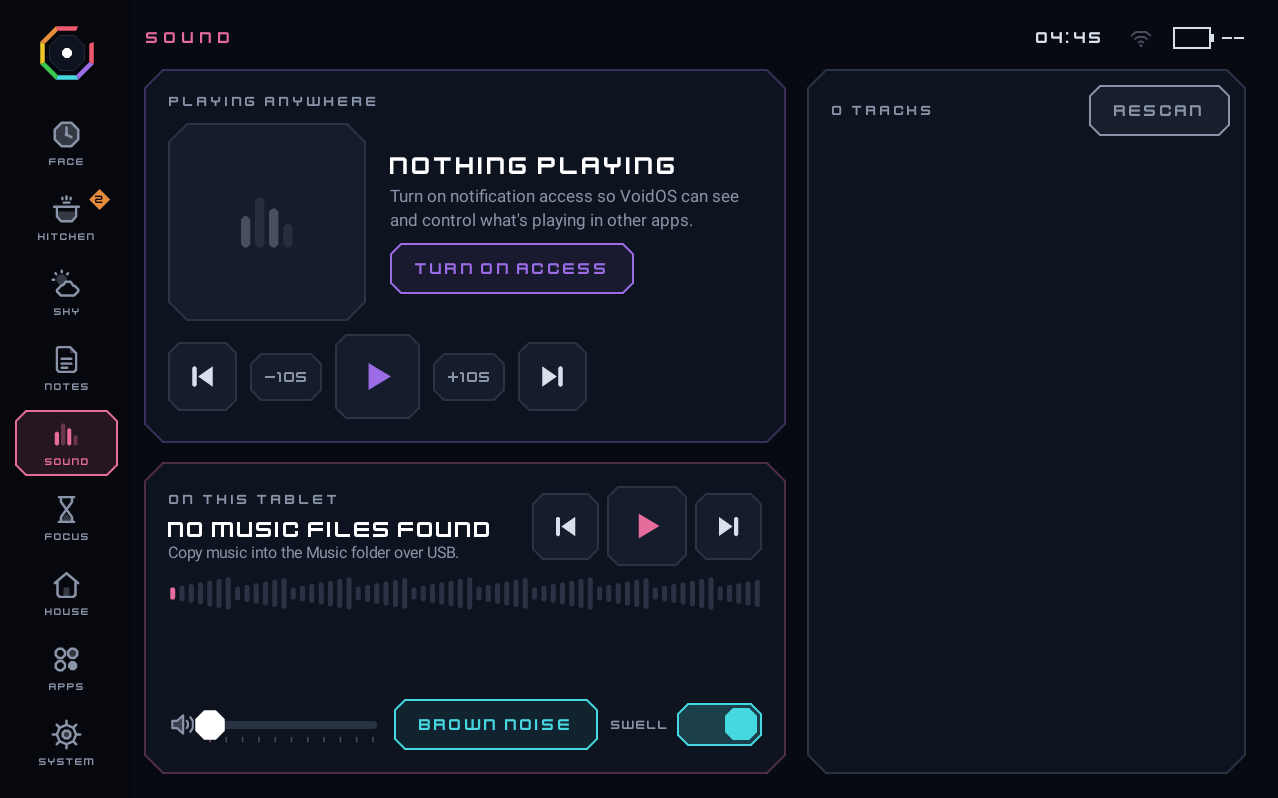 SOUND
04:45
--
FACE
2
KITCHEN
SKY
NOTES
SOUND
FOCUS
HOUSE
APPS
SYSTEM
PLAYING ANYWHERE
NOTHING PLAYING
Turn on notification access so VoidOS can see
and control what's playing in other apps.
TURN ON ACCESS
-10S
+10S
ON THIS TABLET
NO MUSIC FILES FOUND
Copy music into the Music folder over USB.
BROWN NOISE
SWELL
0 TRACKS
RESCAN